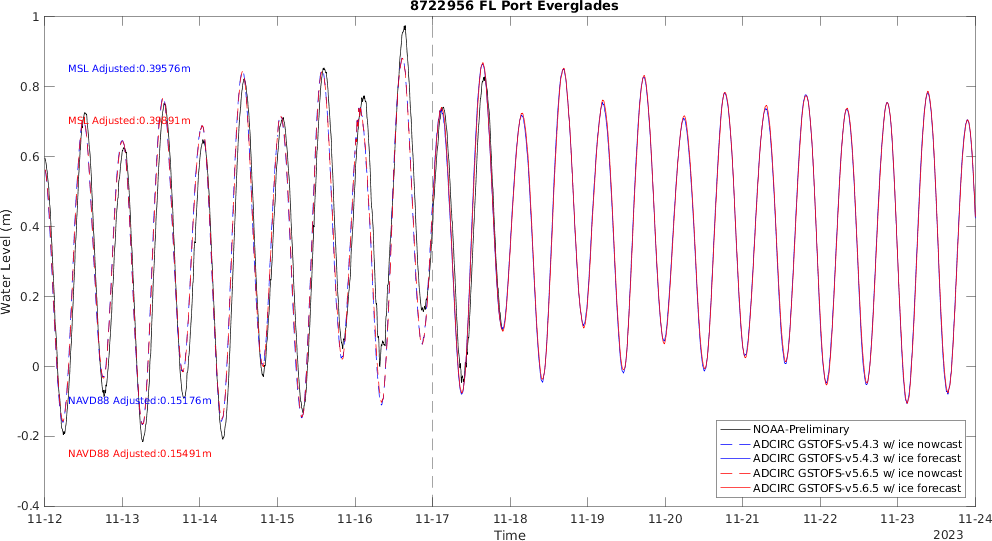 8722956 FL Port Everglades
1
0.8
0.6
0.4
0.2
0
-0.2
-0.4
Water Level (m)
MSL Adjusted:0.39576m
MSL Adjusted:0.39891m
NAVD88 Adjusted:0.15176m
NAVD88 Adjusted:0.15491m
NOAA-Preliminary
ADCIRC GSTOFS-v5.4.3 w/ ice nowcast
ADCIRC GSTOFS-v5.4.3 w/ ice forecast
ADCIRC GSTOFS-v5.6.5 w/ ice nowcast
ADCIRC GSTOFS-v5.6.5 w/ ice forecast
11-12 11-13 11-14 11-15 11-16 11-17 11-18 11-19 11-20 11-21 11-22 11-23 11-24
Time
2023